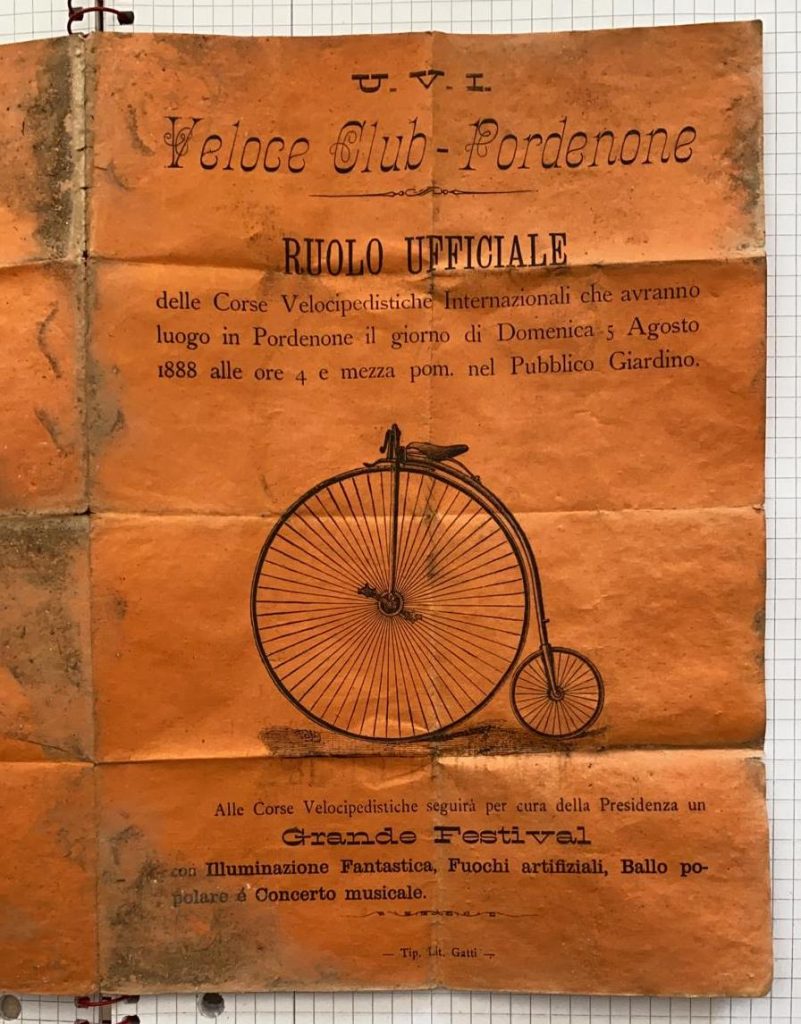 U. V. I.
Veloce Club - Pordenone
RUOLO UFFICIALE
delle Corse Velocipedistiche Internazionali che avranno
luogo in Pordenone il giorno di Domenica 5 Agosto
1888 alle ore 4 e mezza pom. nel Pubblico Giardino.
Alle Corse Velocipedistiche seguirà per cura della Presidenza un
Grande Festival
con Illuminazione Fantastica, Fuochi artifiziali, Ballo po-
polare é Concerto musicale.
— Tip. Lit. Gatti —